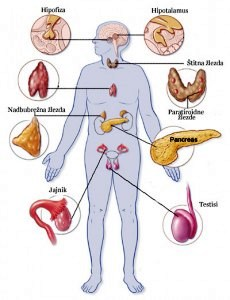 Hipofiza
Hipotalamus
Štitna žlezda
Nadbubrežna žlezda
Paratiroidne
žlezde
Pancreas
Jajnik
Testisi